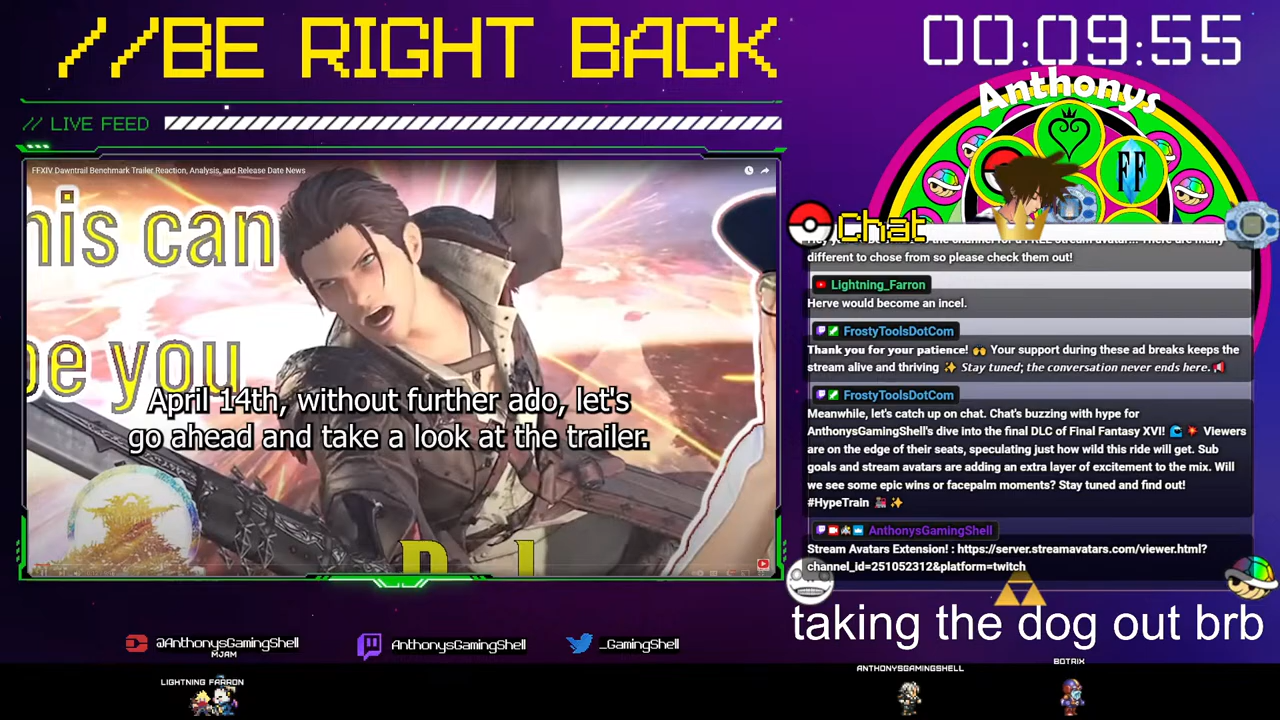 //BE RIGHT BACK
00:09:55
// LIVE FEED
FFXIV Dawntrail Benchmark Trailer Reaction, Analysis, and Release Date News
his can
be you
April 14th, without further ado, let's
go ahead and take a look at the trailer.
Anthonys
FF
Chat
different to chose from so please check them out!
Lightning_Farron
Herve would become an incel.
FrostyToolsDotCom
Thank you for your patience! 🙌 Your support during these ad breaks keeps the
stream alive and thriving ✨ Stay tuned; the conversation never ends here. 📢
FrostyToolsDotCom
Meanwhile, let's catch up on chat. Chat's buzzing with hype for
AnthonysGamingShell's dive into the final DLC of Final Fantasy XVI! 🌊 💥 Viewers
are on the edge of their seats, speculating just how wild this ride will get. Sub
goals and stream avatars are adding an extra layer of excitement to the mix. Will
we see some epic wins or facepalm moments? Stay tuned and find out!
#HypeTrain 🚂 ✨
AnthonysGamingShell
Stream Avatars Extension! : https://server.streamavatars.com/viewer.html?
channel_id=251052312&platform=twitch
taking the dog out brb
@AnthonysGamingShell
AnthonysGamingShell
_GamingShell
MJAM
LIGHTNING FARRON
ANTHONYSGAMINGSHELL
BOTRIX